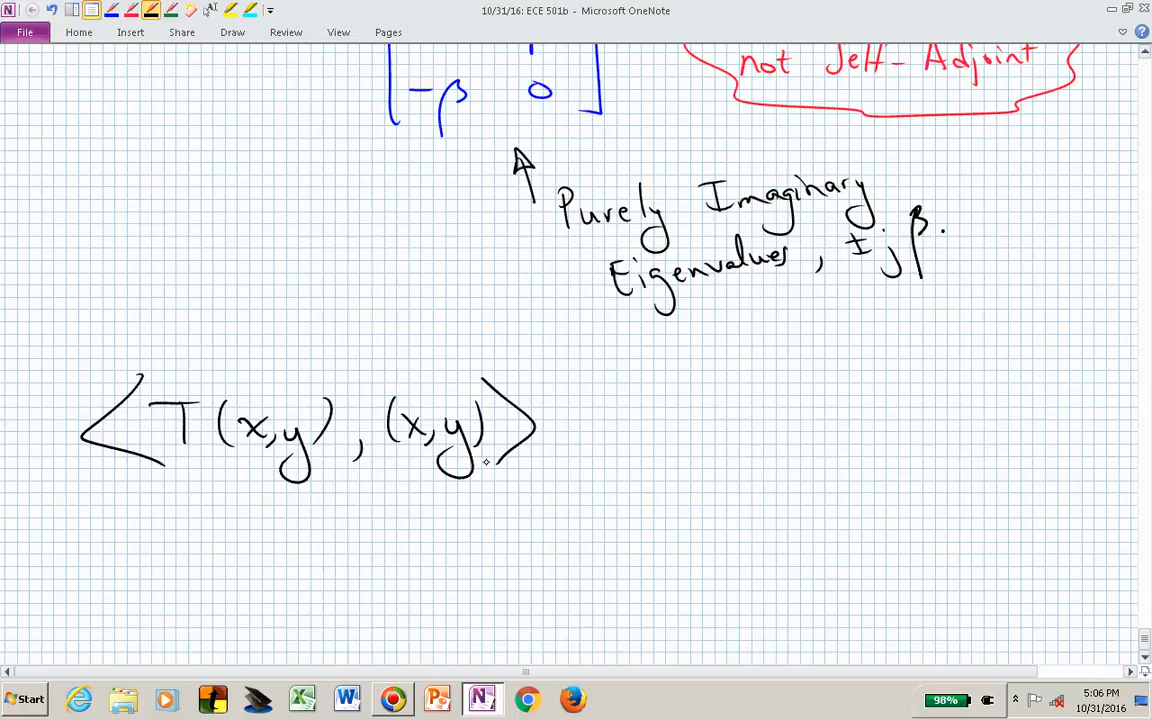 10/31/16: ECE 501b - Microsoft OneNote
File Home Insert Share Draw Review View Pages
-β 0
not Self-Adjoint
Purely Imaginary
Eigenvalues, ±jβ.
<T(x,y), (x,y)>
Start 98% 5:06 PM
10/31/2016